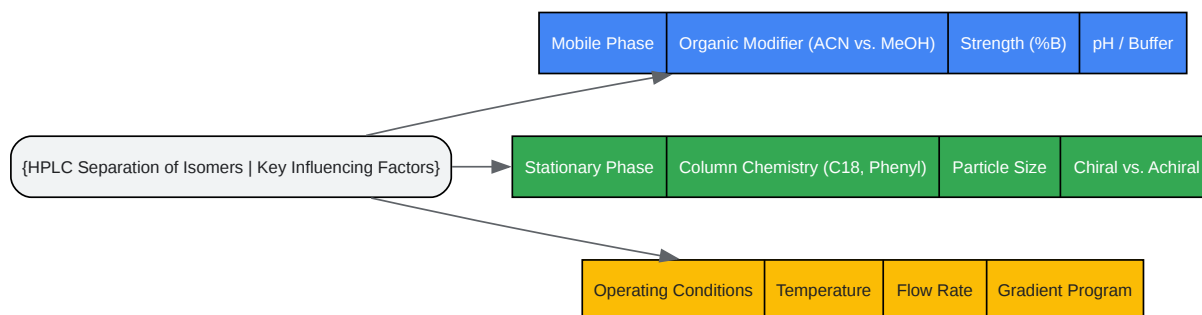 Mobile Phase
Organic Modifier (ACN vs. MeOH)
Strength (%B)
pH / Buffer
{HPLC Separation of Isomers | Key Influencing Factors}
Stationary Phase
Column Chemistry (C18, Phenyl)
Particle Size
Chiral vs. Achiral
Operating Conditions
Temperature
Flow Rate
Gradient Program